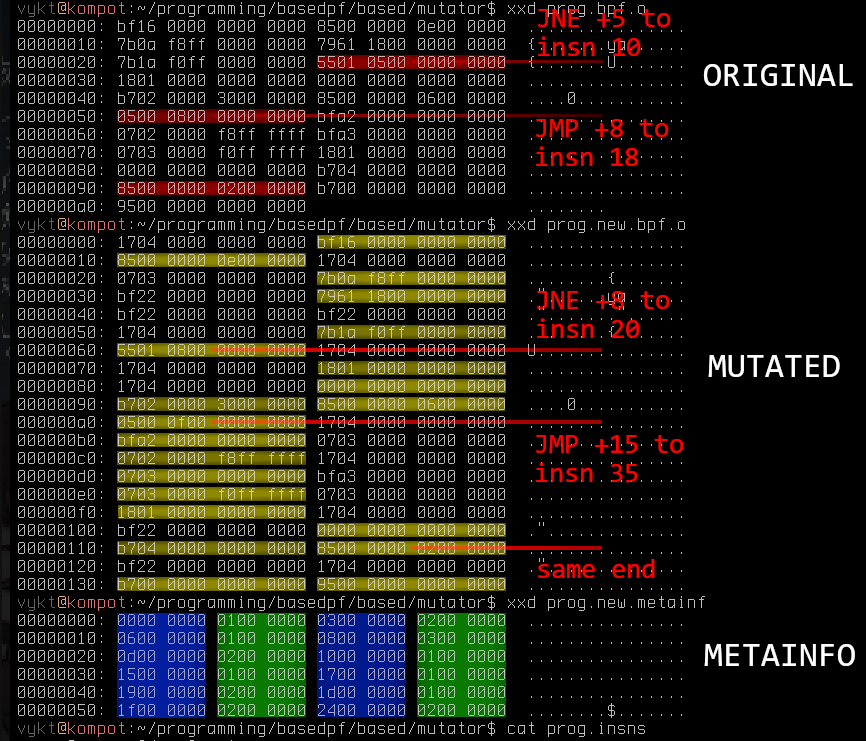 vykt@kompot:~/programming/basedpf/based/mutator$ xxd prog.bpf.o
00000000: bf16 0000 0000 0000 8500 0000 0e00 0000
00000010: 7b0a f8ff 0000 0000 7961 1800 0000 0000
00000020: 7b1a f0ff 0000 0000 5501 0500 0000 0000
00000030: 1801 0000 0000 0000 0000 0000 0000 0000
00000040: b702 0000 3000 0000 8500 0000 0600 0000
00000050: 0500 0800 0000 0000 bfa2 0000 0000 0000
00000060: 0702 0000 f8ff ffff bfa3 0000 0000 0000
00000070: 0703 0000 f0ff ffff 1801 0000 0000 0000
00000080: 0000 0000 0000 0000 b704 0000 0000 0000
00000090: 8500 0000 0200 0000 b700 0000 0000 0000
000000a0: 9500 0000 0000 0000
JNE +5 to
insn 10
JMP +8 to
insn 18
ORIGINAL
vykt@kompot:~/programming/basedpf/based/mutator$ xxd prog.new.bpf.o
00000000: 1704 0000 0000 0000 bf16 0000 0000 0000
00000010: 8500 0000 0e00 0000 1704 0000 0000 0000
00000020: 0703 0000 0000 0000 7b0a f8ff 0000 0000
00000030: bf22 0000 0000 0000 7961 1800 0000 0000
00000040: bf22 0000 0000 0000 bf22 0000 0000 0000
00000050: 1704 0000 0000 0000 7b1a f0ff 0000 0000
00000060: 5501 0800 0000 0000 1704 0000 0000 0000
00000070: 1704 0000 0000 0000 1801 0000 0000 0000
00000080: 1704 0000 0000 0000 0000 0000 0000 0000
00000090: b702 0000 3000 0000 8500 0000 0600 0000
000000a0: 0500 0f00 0000 0000 1704 0000 0000 0000
000000b0: bfa2 0000 0000 0000 0703 0000 0000 0000
000000c0: 0702 0000 f8ff ffff 1704 0000 0000 0000
000000d0: 0703 0000 0000 0000 bfa3 0000 0000 0000
000000e0: 0703 0000 f0ff ffff 0703 0000 0000 0000
000000f0: 1801 0000 0000 0000 1704 0000 0000 0000
00000100: bf22 0000 0000 0000 0000 0000 0000 0000
00000110: b704 0000 0000 0000 8500 0000
00000120: bf22 0000 0000 0000 1704 0000 0000 0000
00000130: b700 0000 0000 0000 9500 0000 0000 0000
JNE +8 to
insn 20
JMP +15 to
insn 35
same end
MUTATED
vykt@kompot:~/programming/basedpf/based/mutator$ xxd prog.new.metainf
00000000: 0000 0000 0100 0000 0300 0000 0200 0000
00000010: 0600 0000 0100 0000 0800 0000 0300 0000
00000020: 0d00 0000 0200 0000 1000 0000 0100 0000
00000030: 1500 0000 0100 0000 1700 0000 0100 0000
00000040: 1900 0000 0200 0000 1d00 0000 0100 0000
00000050: 1f00 0000 0200 0000 2400 0000 0200 0000
METAINFO
vykt@kompot:~/programming/basedpf/based/mutator$ cat prog.insns